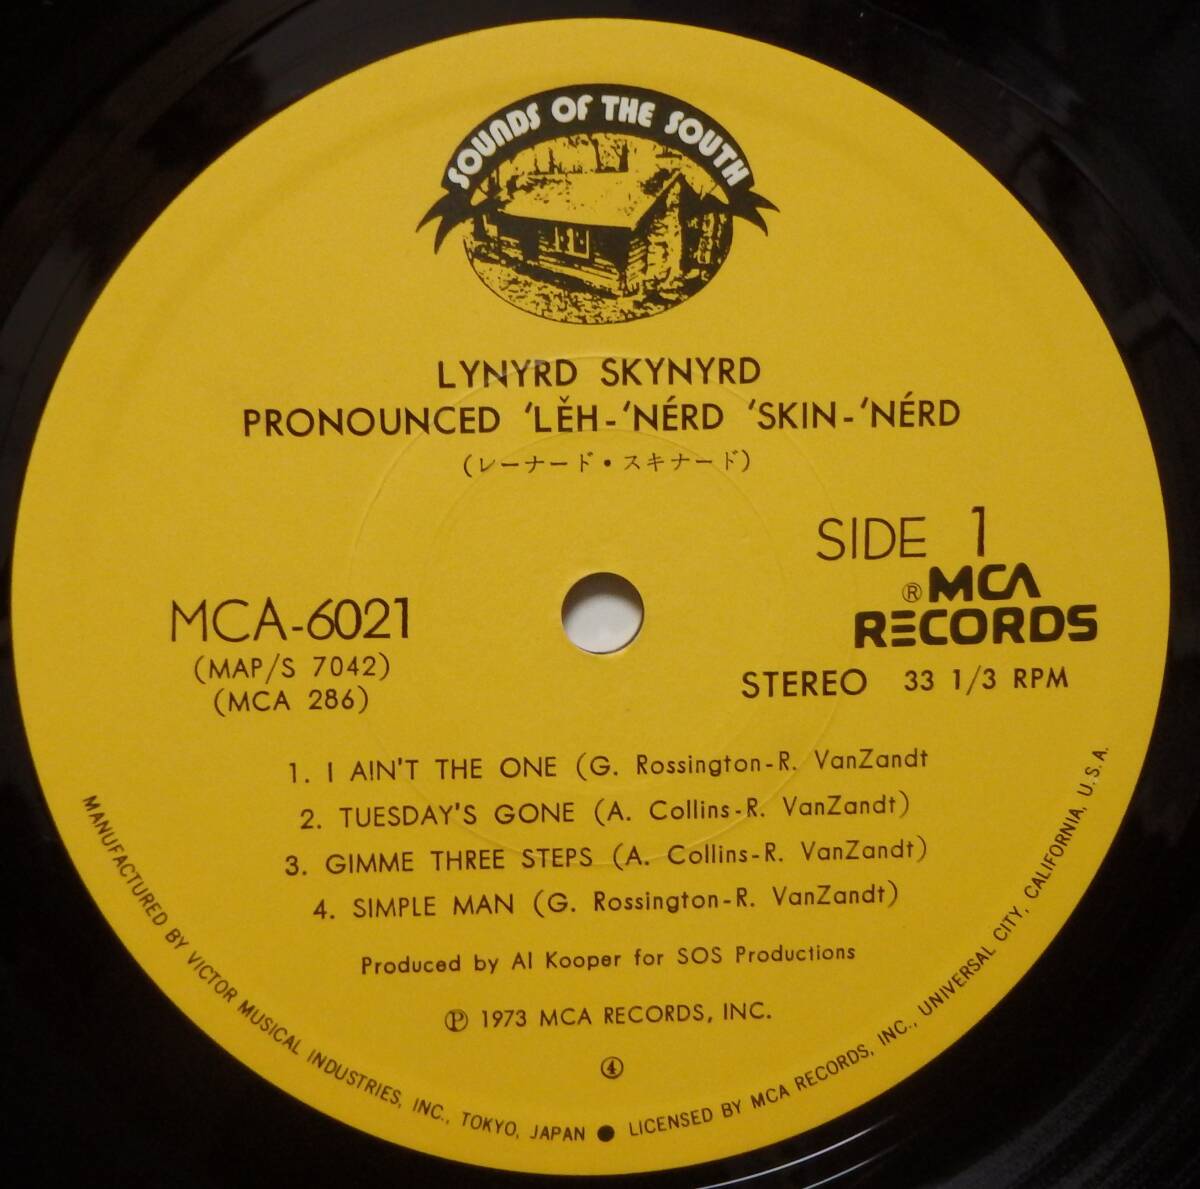 SOUNDS OF THE SOUTH
LYNYRD SKYNYRD
PRONOUNCED 'LĔH-'NÉRD 'SKIN-'NÉRD
(レーナード・スキナード)
SIDE 1
® MCA
RECORDS
MCA-6021
(MAP/S 7042)
(MCA 286)
STEREO 33 1/3 RPM
1. I AIN'T THE ONE (G. Rossington-R. VanZandt
2. TUESDAY'S GONE (A. Collins-R. VanZandt)
3. GIMME THREE STEPS (A. Collins-R. VanZandt)
4. SIMPLE MAN (G. Rossington-R. VanZandt)
Produced by Al Kooper for SOS Productions
℗ 1973 MCA RECORDS, INC.
④
MANUFACTURED BY VICTOR MUSICAL INDUSTRIES, INC., TOKYO, JAPAN ● LICENSED BY MCA RECORDS, INC., UNIVERSAL CITY, CALIFORNIA, U.S.A.